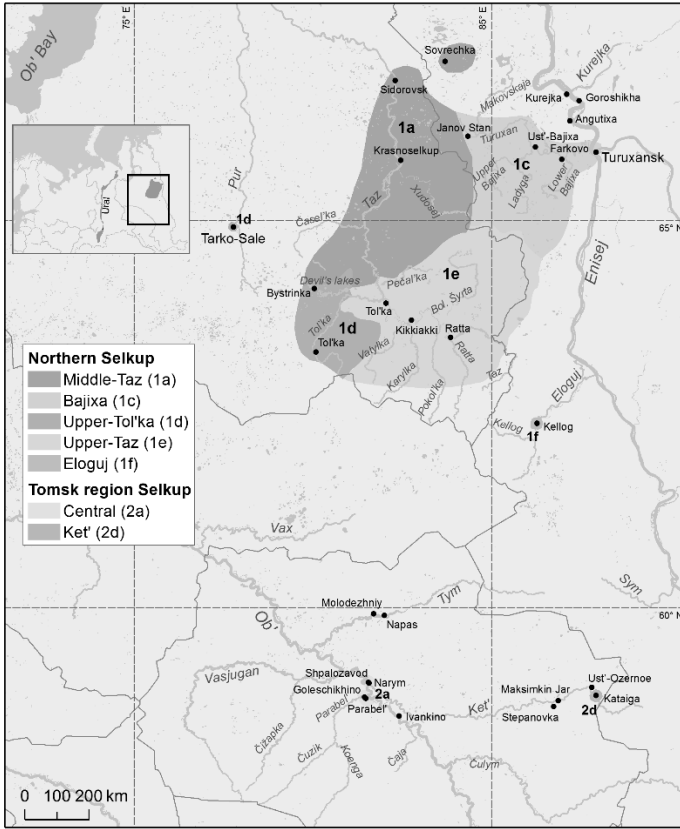 75° E
85° E
Ob' Bay
Sovrechka
Sidorovsk
Makovskaja
Kurejka
Kurejka
Goroshikha
Angutixa
1a
Janov Stan
Turuxan
Ust'-Bajixa
Farkovo
Turuxansk
Krasnoselkup
1c
Upper Bajixa
Ladyga
Lower Bajixa
Ural
Pur
Taz
Xudosej
1d
Tarko-Sale
Časel'ka
65° N
Enisej
Devil's lakes
Bystrinka
Pečal'ka
1e
Tol'ka
Bol. Šyrta
Tol'ka
1d
Kikkiakki
Ratta
Tol'ka
Vatylka
Ratta
Karylka
Pokol'ka
Taz
Eloguj
Northern Selkup
Middle-Taz (1a)
Bajixa (1c)
Upper-Tol'ka (1d)
Upper-Taz (1e)
Eloguj (1f)
Tomsk region Selkup
Central (2a)
Ket' (2d)
Kellog
Kellog
1f
Vax
Sym
60° N
Molodezhniy
Tym
Napas
Ob'
Vasjugan
Shpalozavod
Narym
Goleschikhino
2a
Parabel'
Parabel'
Ivankino
Ket'
Maksimkin Jar
Stepanovka
Ust'-Ozernoe
Kataiga
2d
Čižapka
Čuzik
Koenga
Čaja
Čulym
0 100 200 km